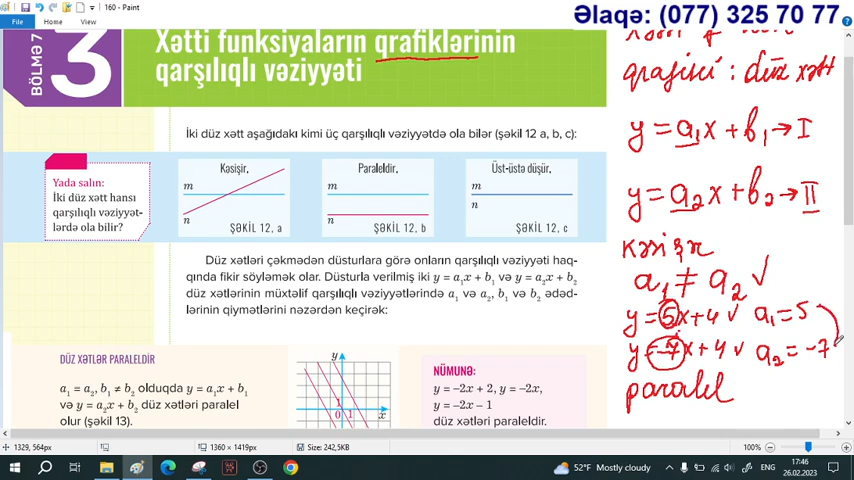 160 - Paint
Əlaqə: (077) 325 70 77
File Home View
BÖLMƏ 7
3
Xətti funksiyaların qrafiklərinin
qarşılıqlı vəziyyəti
İki düz xətt aşağıdakı kimi üç qarşılıqlı vəziyyətdə ola bilər (şəkil 12 a, b, c):
Yada salın:
İki düz xətt hansı
qarşılıqlı vəziyyət-
lərdə ola bilir?
Kəsişir,
m
n
ŞƏKİL 12, a
Paraleldir,
m
n
ŞƏKİL 12, b
Üst-üstə düşür,
m
n
ŞƏKİL 12, c
Düz xətləri çəkmədən düsturlara görə onların qarşılıqlı vəziyyəti haq-
qında fikir söyləmək olar. Düsturla verilmiş iki y = a₁x + b₁ və y = a₂x + b₂
düz xətlərinin müxtəlif qarşılıqlı vəziyyətlərində a₁ və a₂, b₁ və b₂ ədəd-
lərinin qiymətlərini nəzərdən keçirək:
DÜZ XƏTLƏR PARALELDİR
a₁ = a₂, b₁ ≠ b₂ olduqda y = a₁x + b₁
və y = a₂x + b₂ düz xətləri paralel
olur (şəkil 13).
y
1
0 1 x
NÜMUNƏ:
y = −2x + 2, y = −2x,
y = −2x − 1
düz xətləri paraleldir.
qrafiki : düz xətt
y = a₁x + b₁ → I
y = a₂x + b₂ → II
kəsişir
a₁ ≠ a₂ ✓
y = 5x + 4 ✓ a₁ = 5
y = −7x + 4 ✓ a₂ = −7
paralel
1329, 564px
1360 × 1419px
Size: 242,5KB
100%
52°F Mostly cloudy
ENG
17:46
26.02.2023